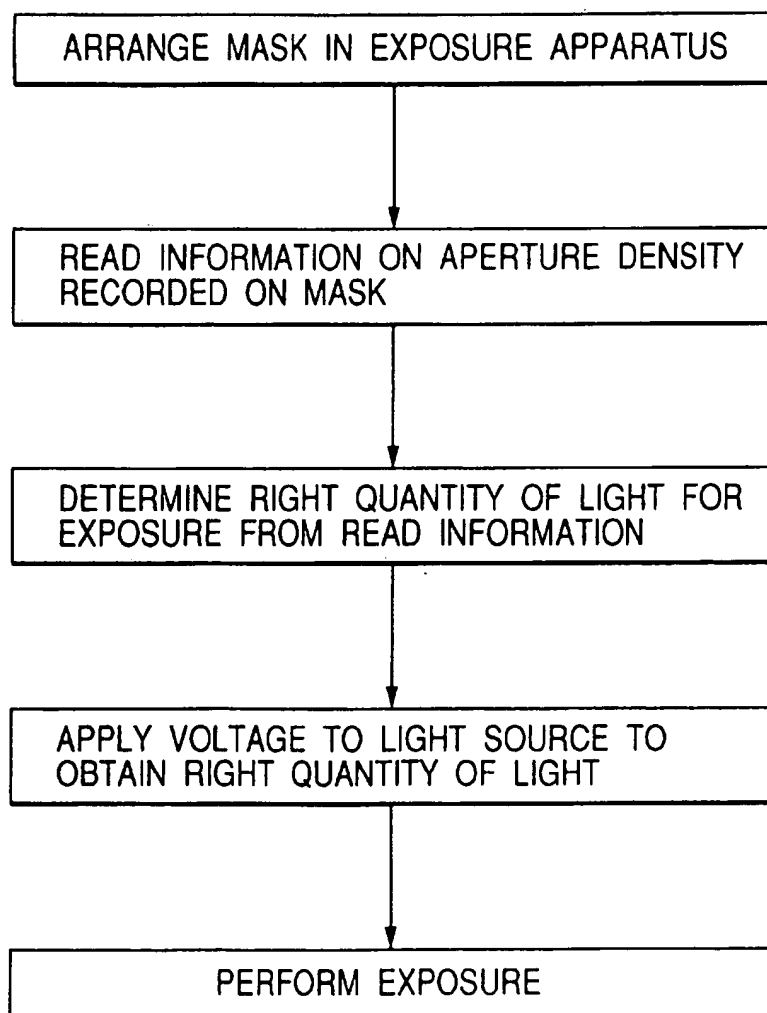 ARRANGE MASK IN EXPOSURE APPARATUS
READ INFORMATION ON APERTURE DENSITY
RECORDED ON MASK
DETERMINE RIGHT QUANTITY OF LIGHT FOR
EXPOSURE FROM READ INFORMATION
APPLY VOLTAGE TO LIGHT SOURCE TO
OBTAIN RIGHT QUANTITY OF LIGHT
PERFORM EXPOSURE